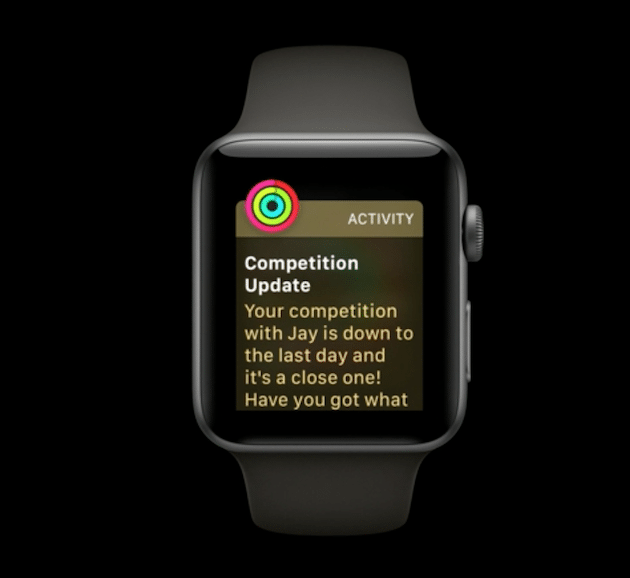 ACTIVITY
Competition
Update
Your competition
with Jay is down to
the last day and
it's a close one!
Have you got what